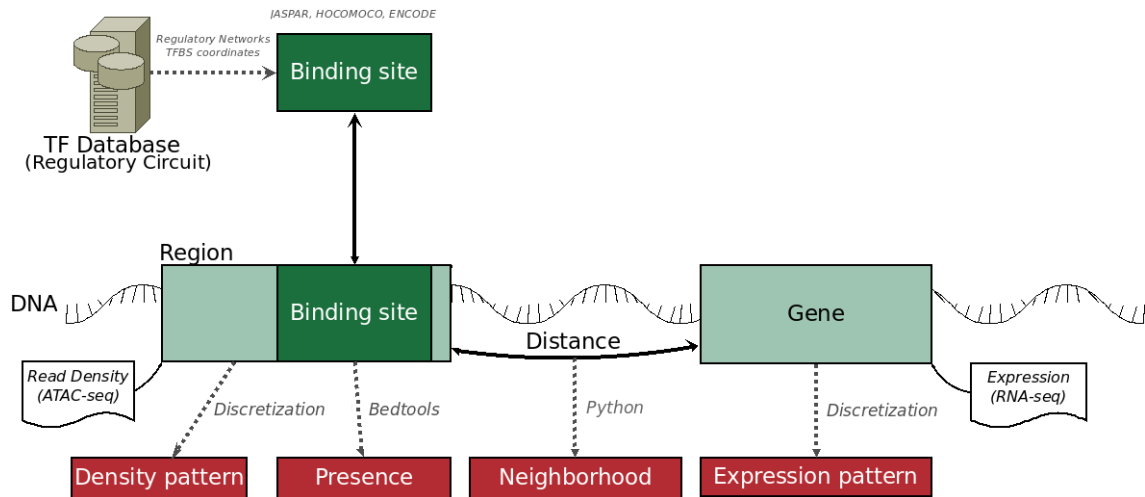 JASPAR, HOCOMOCO, ENCODE
Regulatory Networks
TFBS coordinates
Binding site
TF Database
(Regulatory Circuit)
Region
DNA
Binding site
Gene
Distance
Read Density
(ATAC-seq)
Expression
(RNA-seq)
Discretization
Bedtools
Python
Discretization
Density pattern
Presence
Neighborhood
Expression pattern